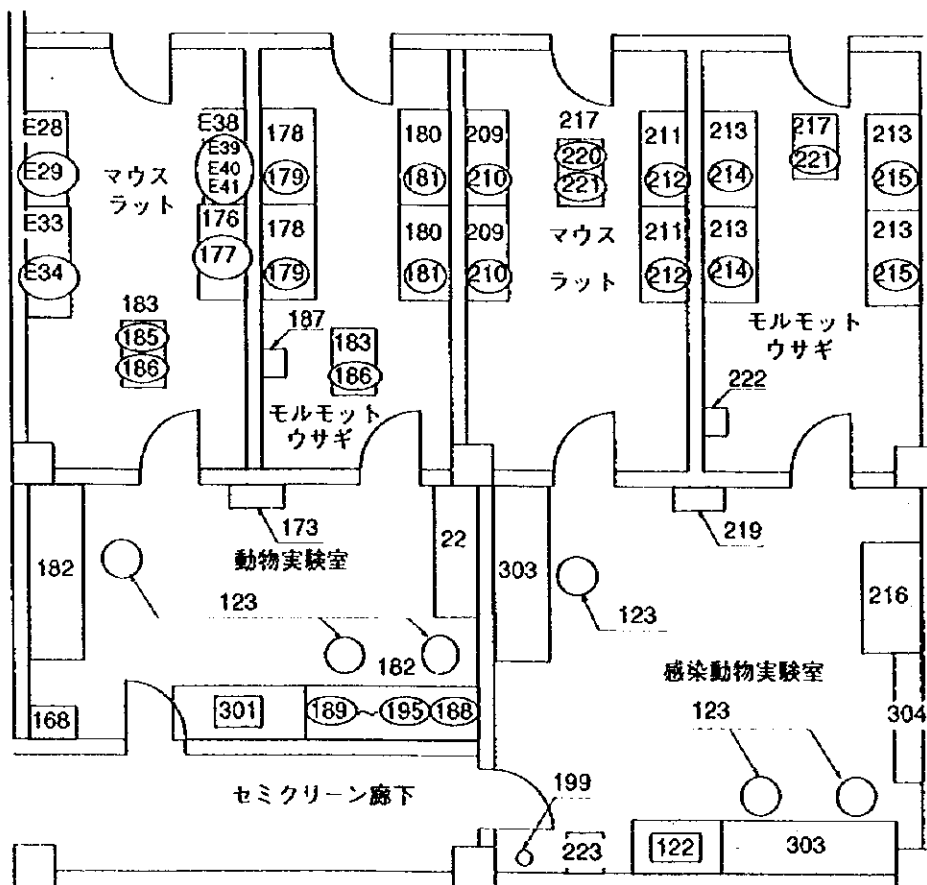 E28
E29
E33
E34
マウス
ラット
E38
E39
E40
E41
176
177
183
185
186
178
179
178
179
180
181
180
181
187
183
186
モルモット
ウサギ
209
210
209
210
217
220
221
マウス
ラット
211
212
211
212
213
214
213
214
217
221
213
215
213
215
モルモット
ウサギ
222
182
173
動物実験室
22
123
182
168
301
189 ~ 195 188
セミクリーン廊下
303
123
219
216
感染動物実験室
123
304
199
223
122
303